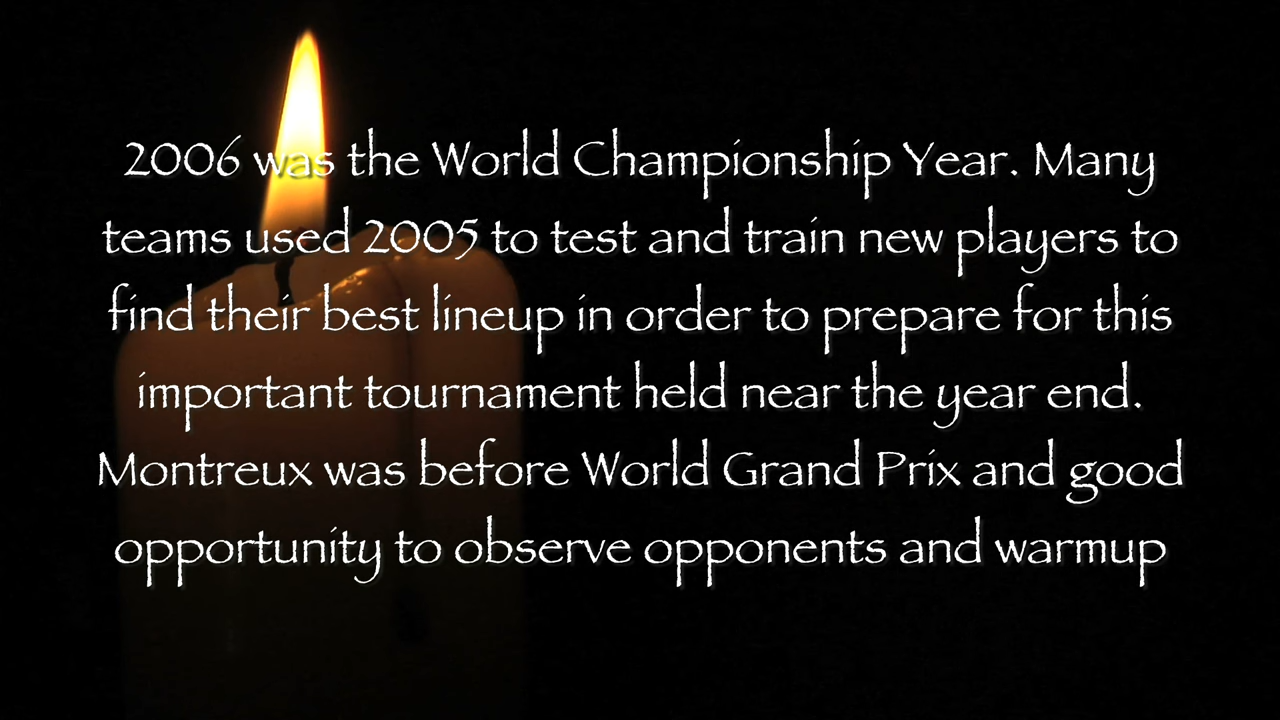 2006 was the World Championship Year. Many
teams used 2005 to test and train new players to
find their best lineup in order to prepare for this
important tournament held near the year end.
Montreux was before World Grand Prix and good
opportunity to observe opponents and warmup